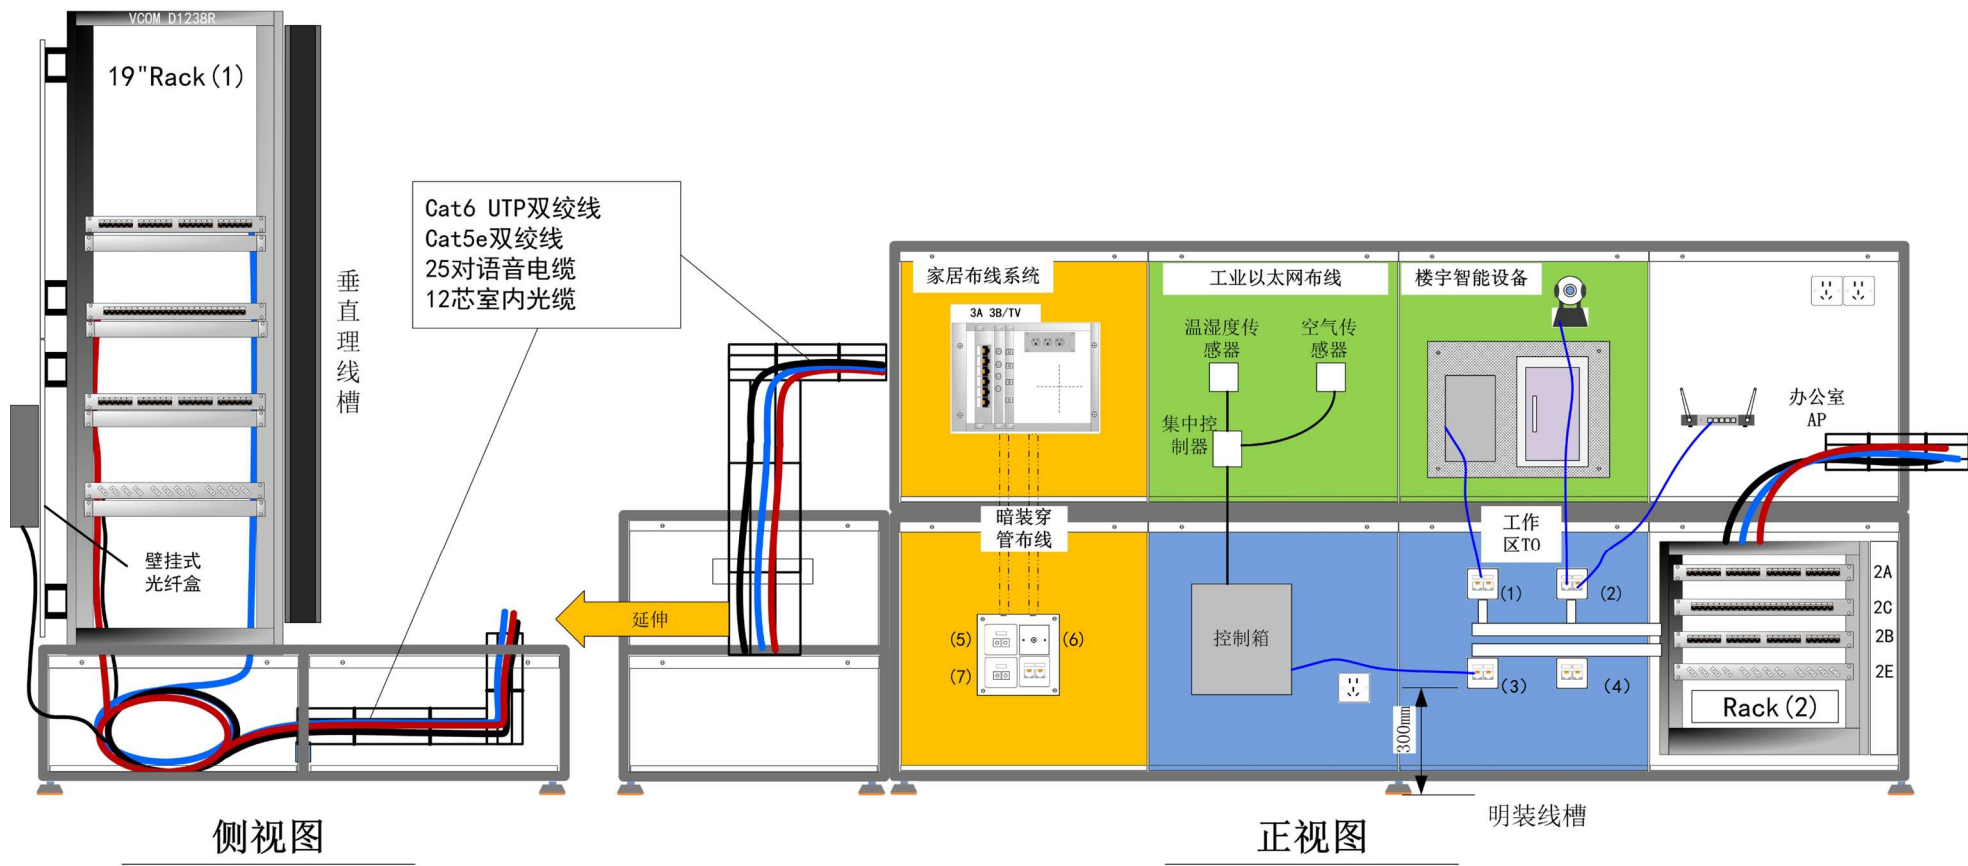 VCOM D1238R
19"Rack(1)
垂直理线槽
壁挂式
光纤盒
Cat6 UTP双绞线
Cat5e双绞线
25对语音电缆
12芯室内光缆
延伸
侧视图
家居布线系统
3A 3B/TV
暗装穿
管布线
(5)
(6)
(7)
工业以太网布线
温湿度传
感器
空气传
感器
集中控
制器
控制箱
楼宇智能设备
工作
区TO
(1)
(2)
(3)
(4)
300mm
办公室
AP
2A
2C
2B
2E
Rack(2)
明装线槽
正视图